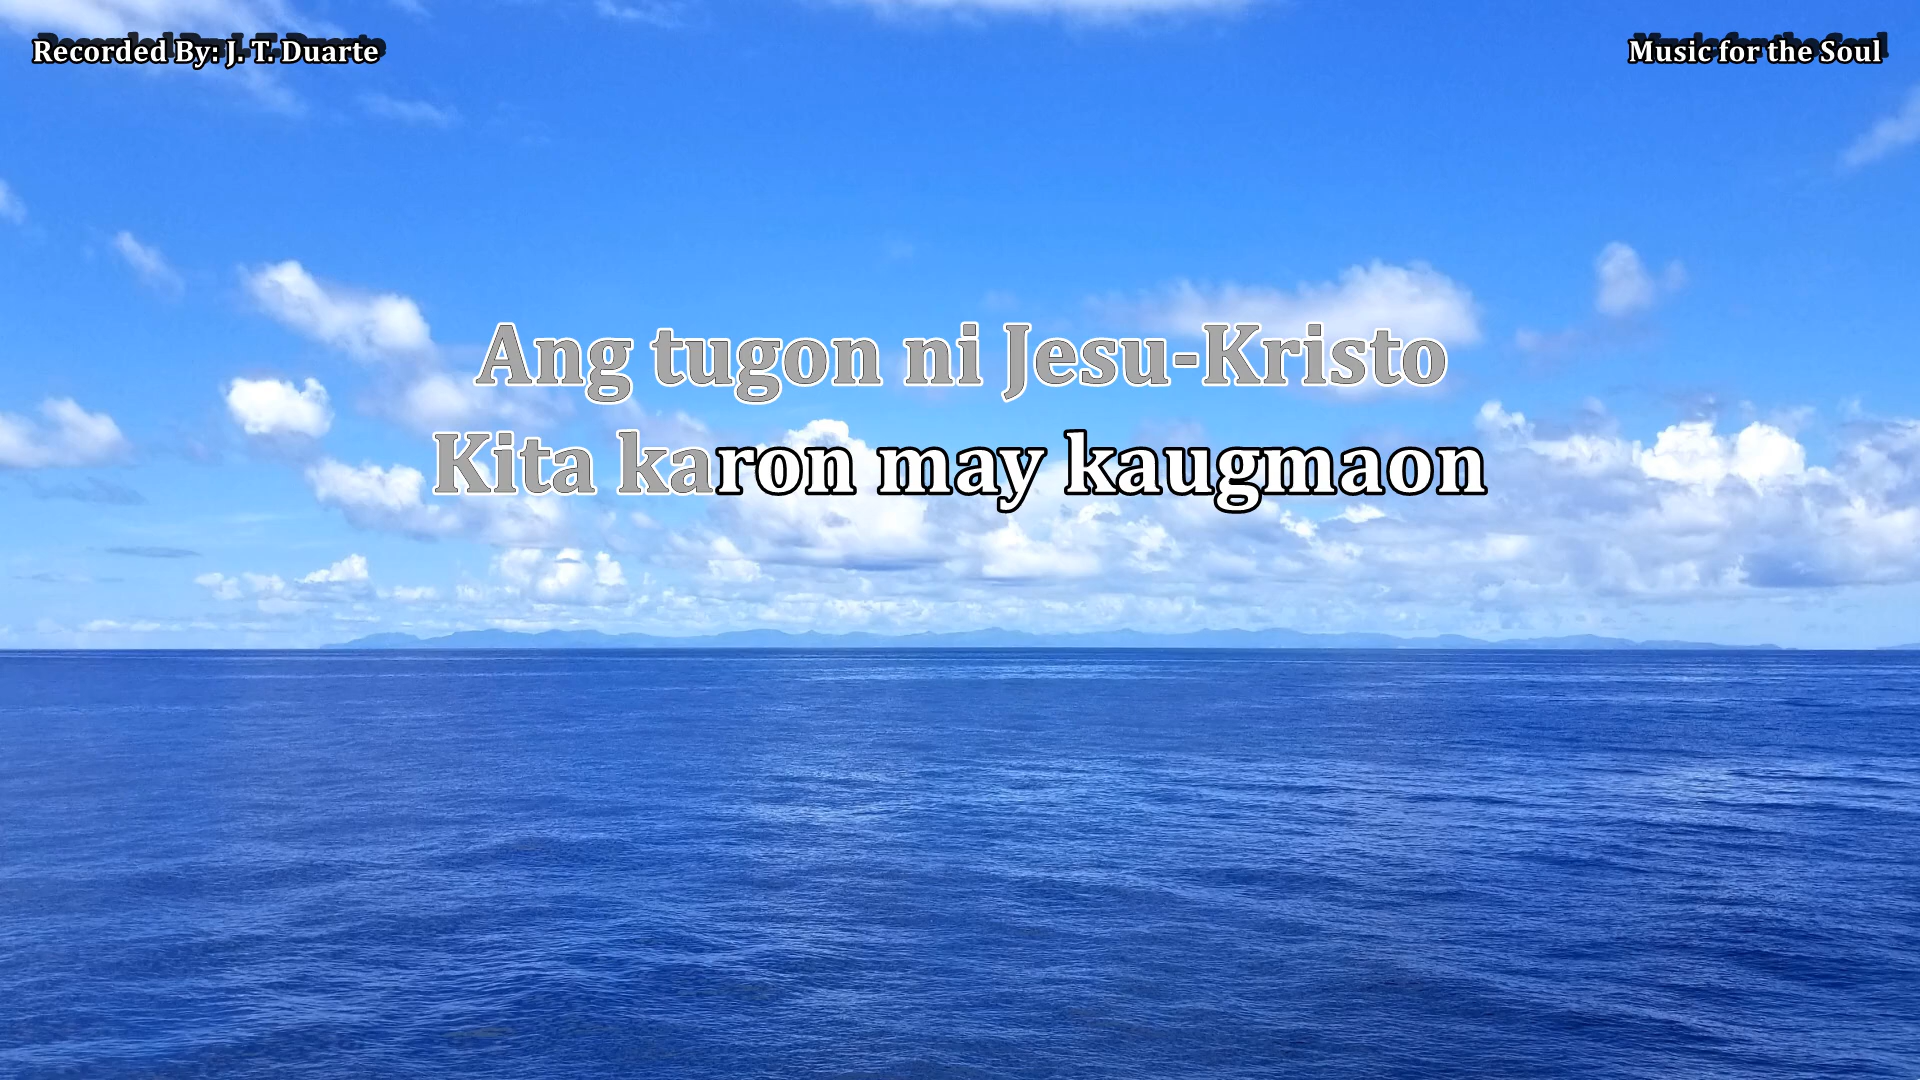 Recorded By: J. T. Duarte
Music for the Soul
Ang tugon ni Jesu-Kristo
Kita karon may kaugmaon